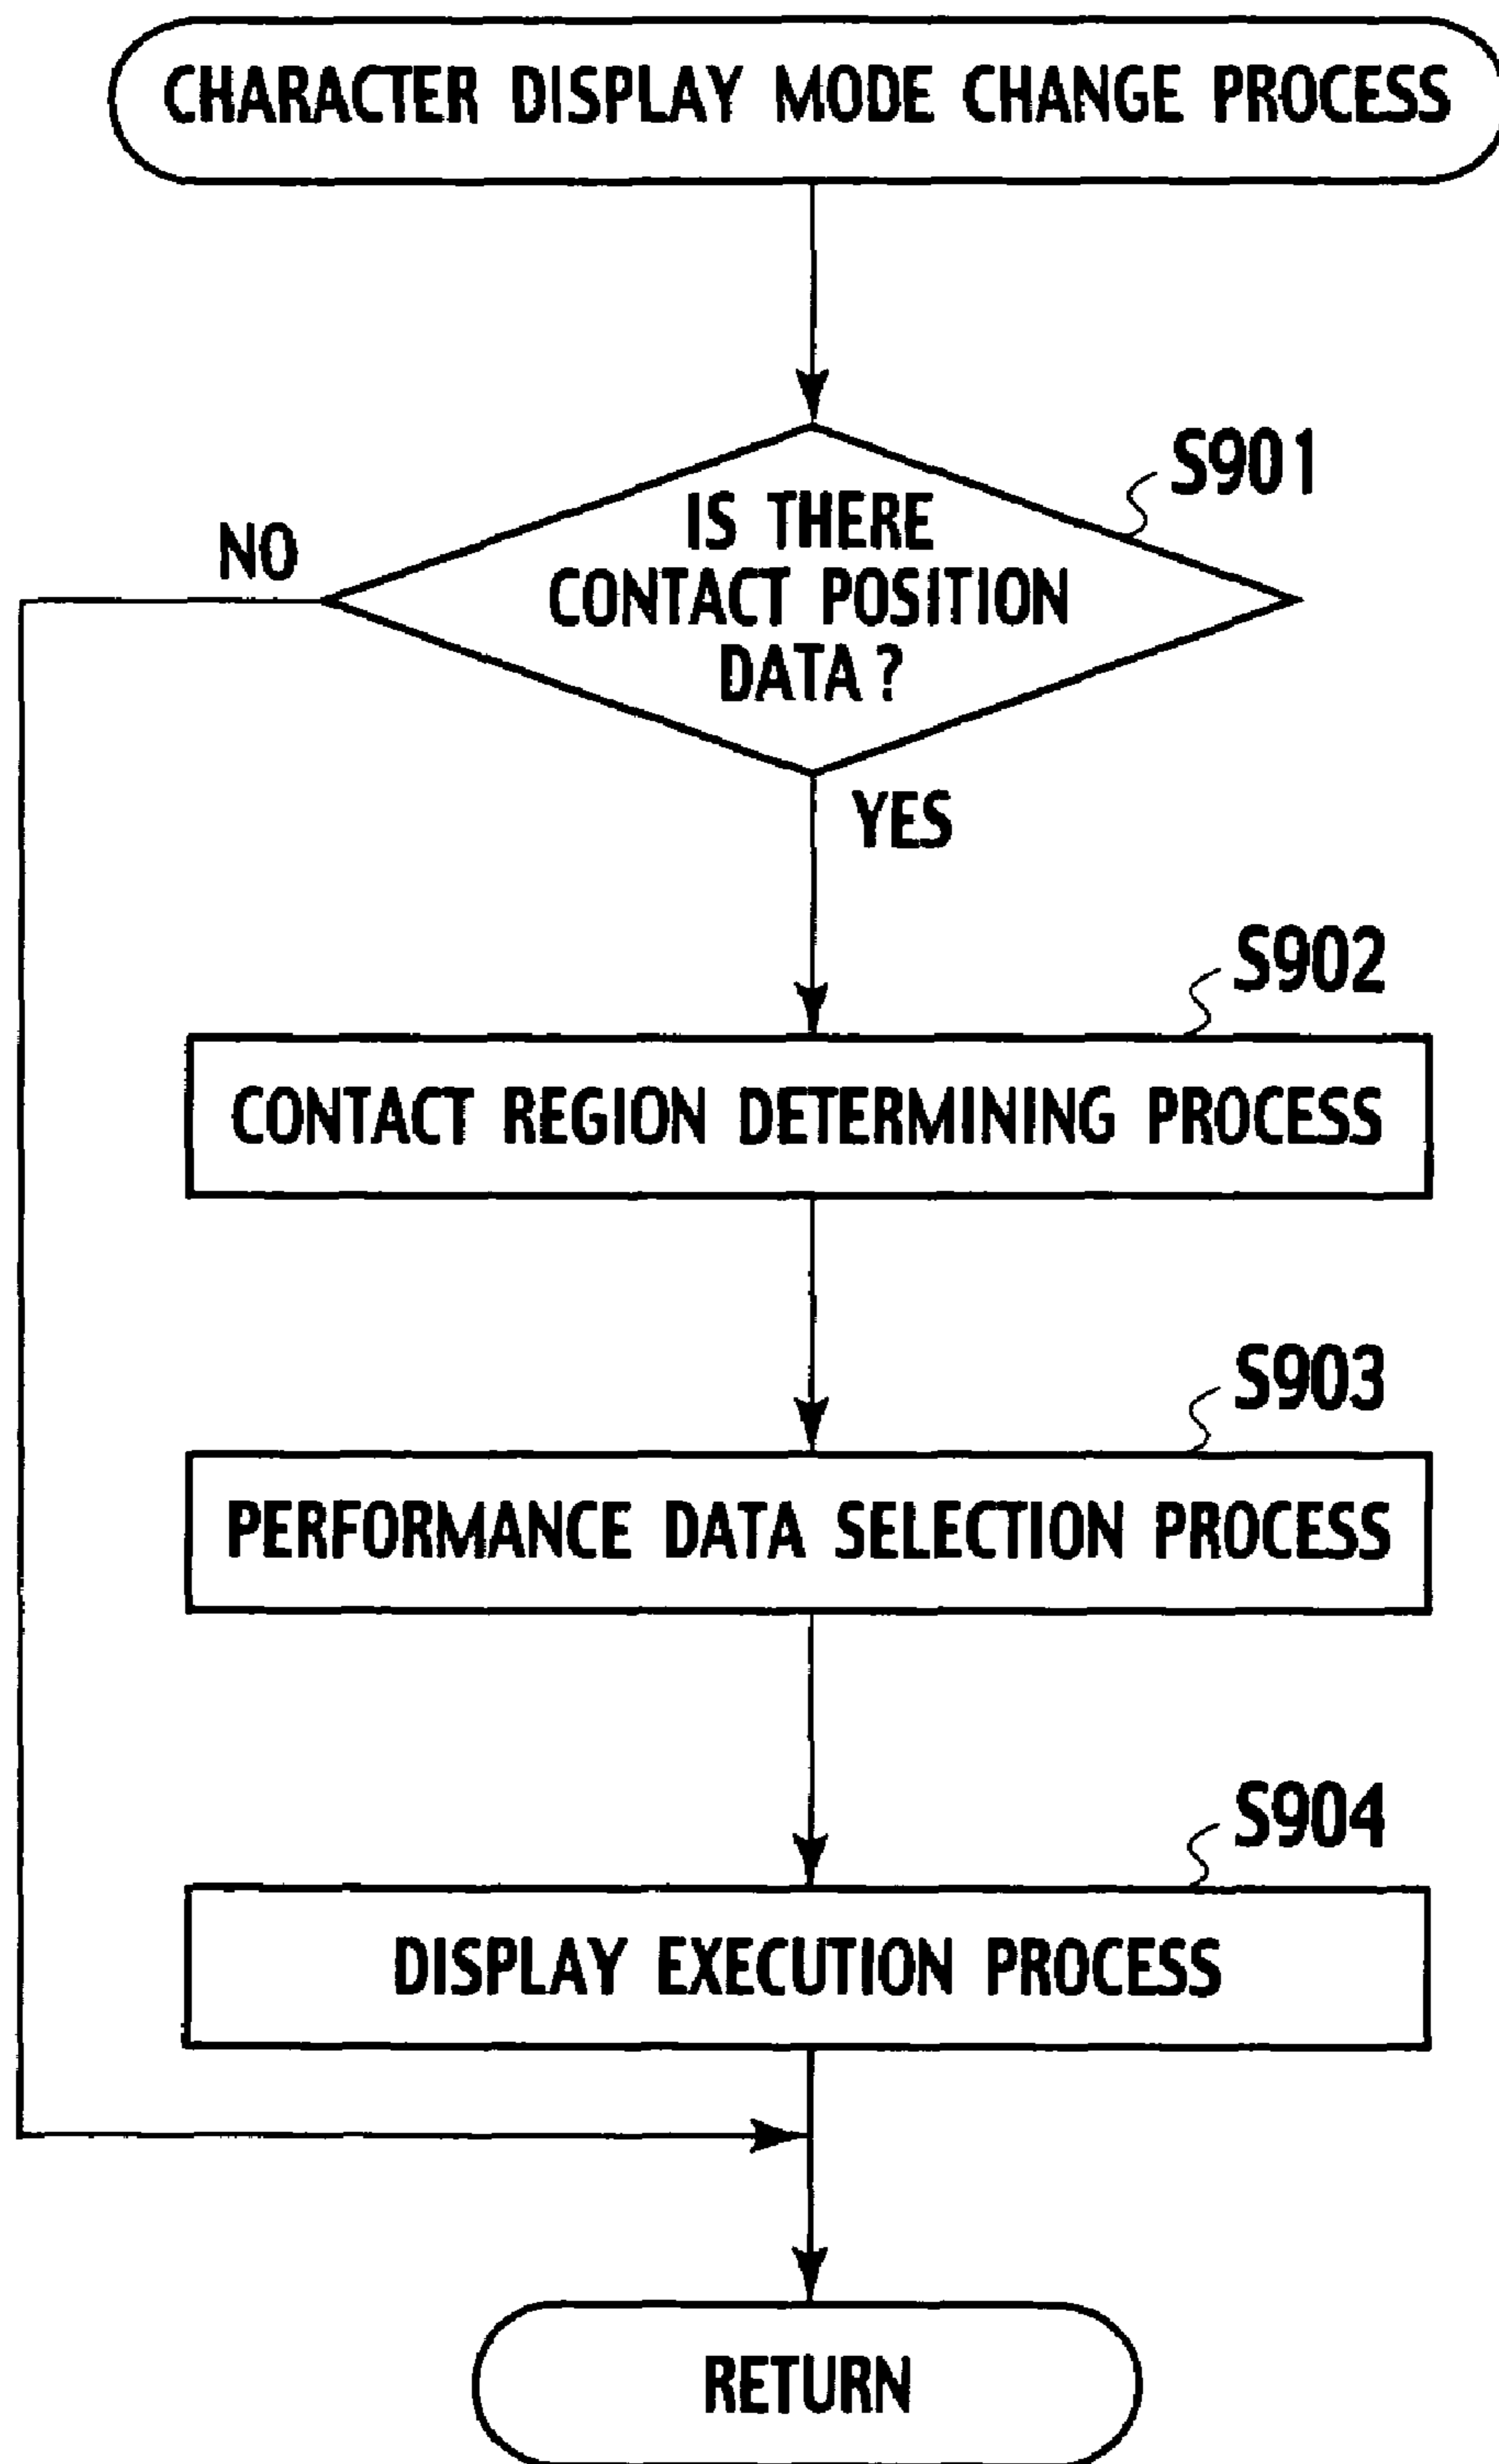 CHARACTER DISPLAY MODE CHANGE PROCESS
S901
IS THERE
CONTACT POSITION
DATA?
NO
YES
S902
CONTACT REGION DETERMINING PROCESS
S903
PERFORMANCE DATA SELECTION PROCESS
S904
DISPLAY EXECUTION PROCESS
RETURN